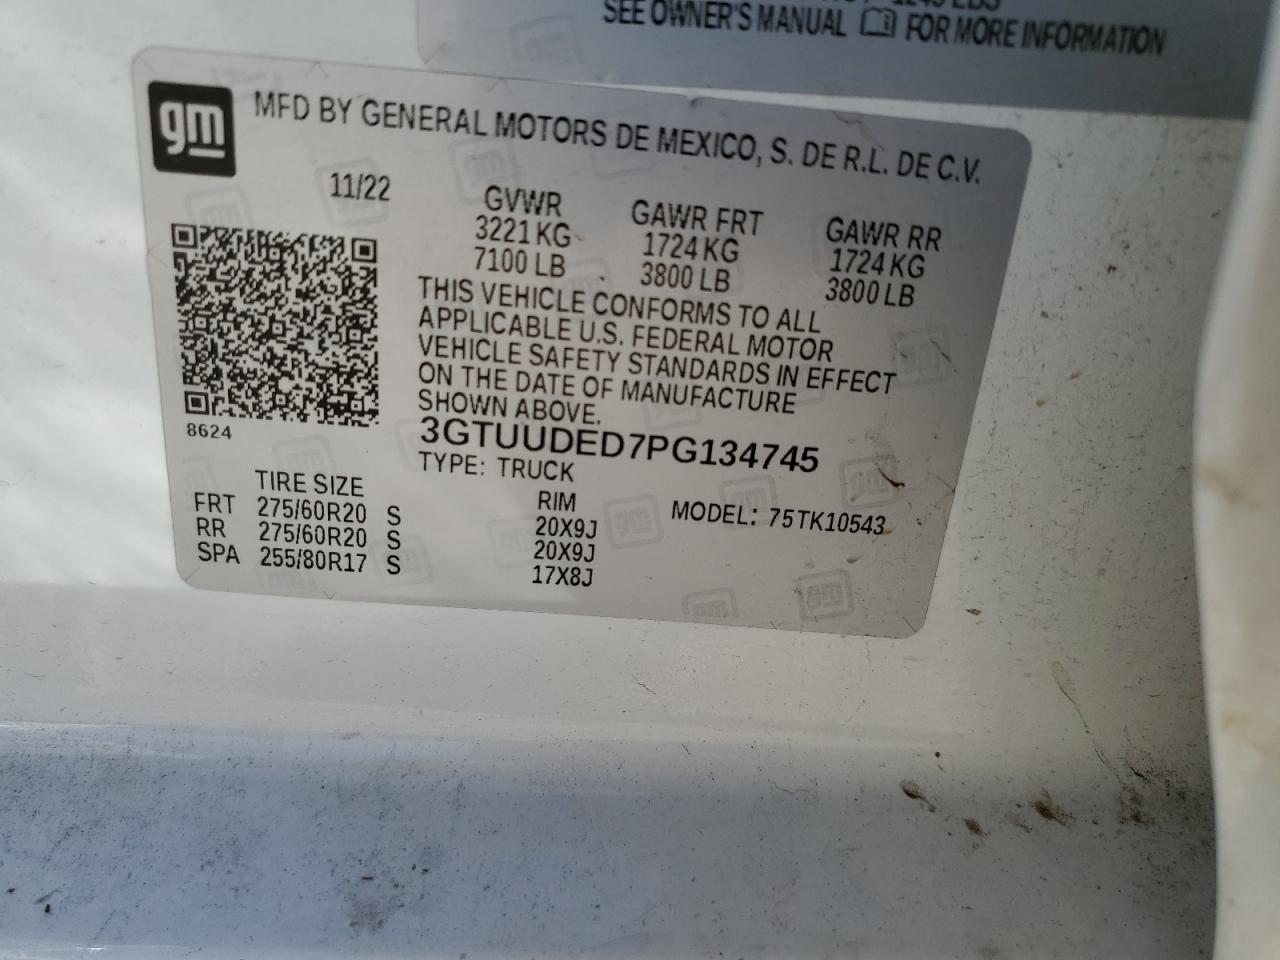 SEE OWNER'S MANUAL FOR MORE INFORMATION
gm MFD BY GENERAL MOTORS DE MEXICO, S. DE R.L. DE C.V.
11/22
GVWR GAWR FRT GAWR RR
3221 KG 1724 KG 1724 KG
7100 LB 3800 LB 3800 LB
THIS VEHICLE CONFORMS TO ALL
APPLICABLE U.S. FEDERAL MOTOR
VEHICLE SAFETY STANDARDS IN EFFECT
ON THE DATE OF MANUFACTURE
SHOWN ABOVE.
8624
3GTUUDED7PG134745
TYPE: TRUCK
TIRE SIZE RIM MODEL: 75TK10543
FRT 275/60R20 S 20X9J
RR 275/60R20 S 20X9J
SPA 255/80R17 S 17X8J